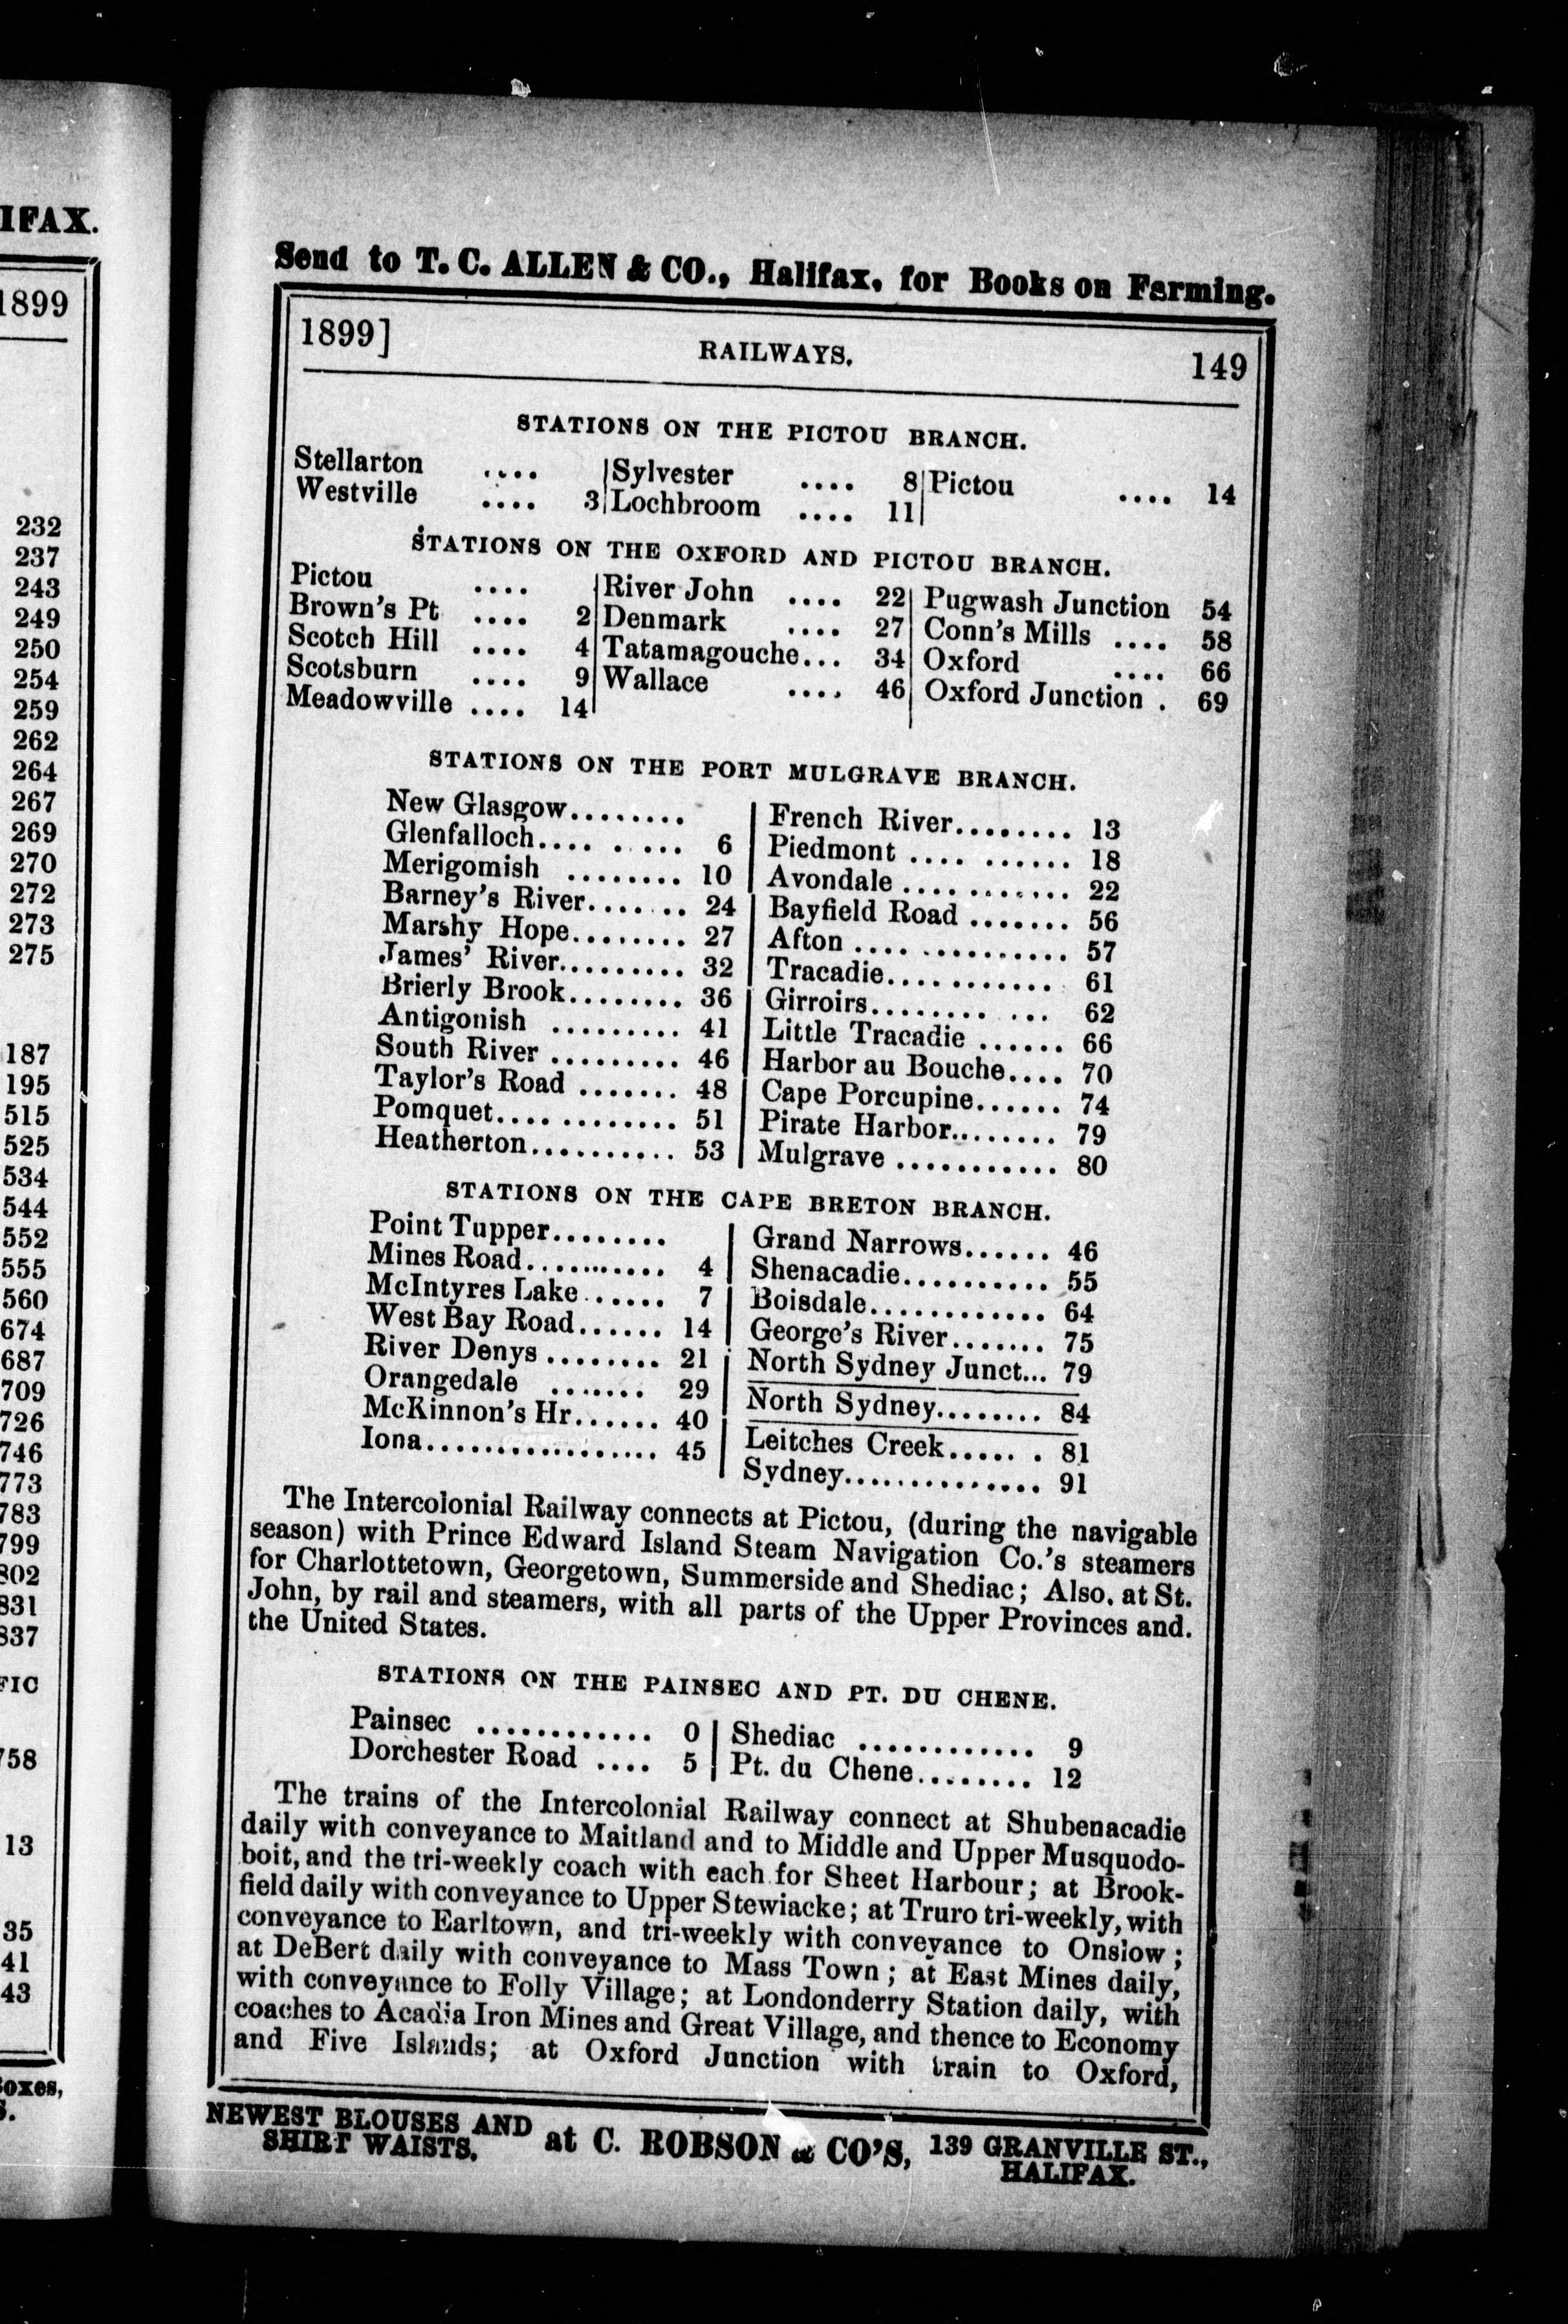 IFAX.
1899
232
237
243
249
250
254
259
262
264
267
269
270
272
273
275
187
195
515
525
534
544
552
555
560
674
687
709
726
746
773
783
799
802
831
837
FIC
758
13
35
41
43
Boxes,
S.
Send to T. C. ALLEN & CO., Halifax, for Books on Farming.
1899] RAILWAYS. 149
STATIONS ON THE PICTOU BRANCH.
Stellarton .... | Sylvester .... 8 | Pictou .... 14
Westville .... 3 | Lochbroom .... 11 |
STATIONS ON THE OXFORD AND PICTOU BRANCH.
Pictou .... | River John .... 22 | Pugwash Junction 54
Brown's Pt .... 2 | Denmark .... 27 | Conn's Mills .... 58
Scotch Hill .... 4 | Tatamagouche... 34 | Oxford .... 66
Scotsburn .... 9 | Wallace .... 46 | Oxford Junction . 69
Meadowville .... 14
STATIONS ON THE PORT MULGRAVE BRANCH.
New Glasgow........ | French River........ 13
Glenfalloch.... ..... 6 | Piedmont .... ...... 18
Merigomish ........ 10 | Avondale ........... 22
Barney's River....... 24 | Bayfield Road ....... 56
Marshy Hope........ 27 | Afton .... ........... 57
James' River......... 32 | Tracadie............ 61
Brierly Brook........ 36 | Girroirs........ ... 62
Antigonish ......... 41 | Little Tracadie ...... 66
South River ......... 46 | Harbor au Bouche.... 70
Taylor's Road ....... 48 | Cape Porcupine...... 74
Pomquet............. 51 | Pirate Harbor........ 79
Heatherton.......... 53 | Mulgrave ........... 80
STATIONS ON THE CAPE BRETON BRANCH.
Point Tupper........ | Grand Narrows...... 46
Mines Road.......... 4 | Shenacadie.......... 55
McIntyres Lake...... 7 | Boisdale............ 64
West Bay Road...... 14 | George's River....... 75
River Denys ........ 21 | North Sydney Junct... 79
Orangedale ....... 29 | North Sydney........ 84
McKinnon's Hr...... 40 | Leitches Creek..... . 81
Iona................ 45 | Sydney.............. 91
The Intercolonial Railway connects at Pictou, (during the navigable
season) with Prince Edward Island Steam Navigation Co.'s steamers
for Charlottetown, Georgetown, Summerside and Shediac; Also, at St.
John, by rail and steamers, with all parts of the Upper Provinces and.
the United States.
STATIONS ON THE PAINSEC AND PT. DU CHENE.
Painsec ............ 0 | Shediac ............ 9
Dorchester Road .... 5 | Pt. du Chene........ 12
The trains of the Intercolonial Railway connect at Shubenacadie
daily with conveyance to Maitland and to Middle and Upper Musquodo-
boit, and the tri-weekly coach with each for Sheet Harbour; at Brook-
field daily with conveyance to Upper Stewiacke; at Truro tri-weekly, with
conveyance to Earltown, and tri-weekly with conveyance to Onslow;
at DeBert daily with conveyance to Mass Town; at East Mines daily,
with conveyance to Folly Village; at Londonderry Station daily, with
coaches to Acadia Iron Mines and Great Village, and thence to Economy
and Five Islands; at Oxford Junction with train to Oxford,
NEWEST BLOUSES AND
SHIRT WAISTS, at C. ROBSON & CO'S, 139 GRANVILLE ST.,
HALIFAX.